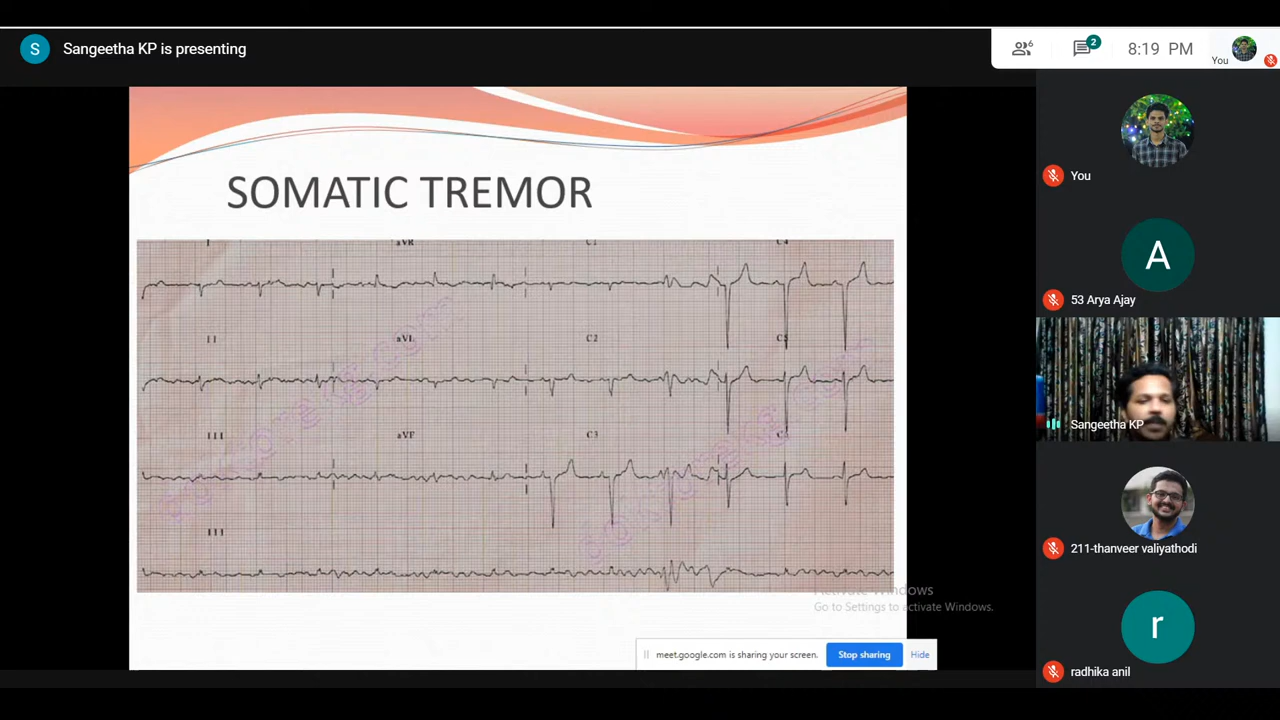 S Sangeetha KP is presenting
6
2
8:19 PM
You
SOMATIC TREMOR
I aVR C1 C4
II aVL C2 C5
III aVF C3
III
Activate Windows
Go to Settings to activate Windows.
meet.google.com is sharing your screen. Stop sharing Hide
You
A
53 Arya Ajay
Sangeetha KP
211-thanveer valiyathodi
r
radhika anil